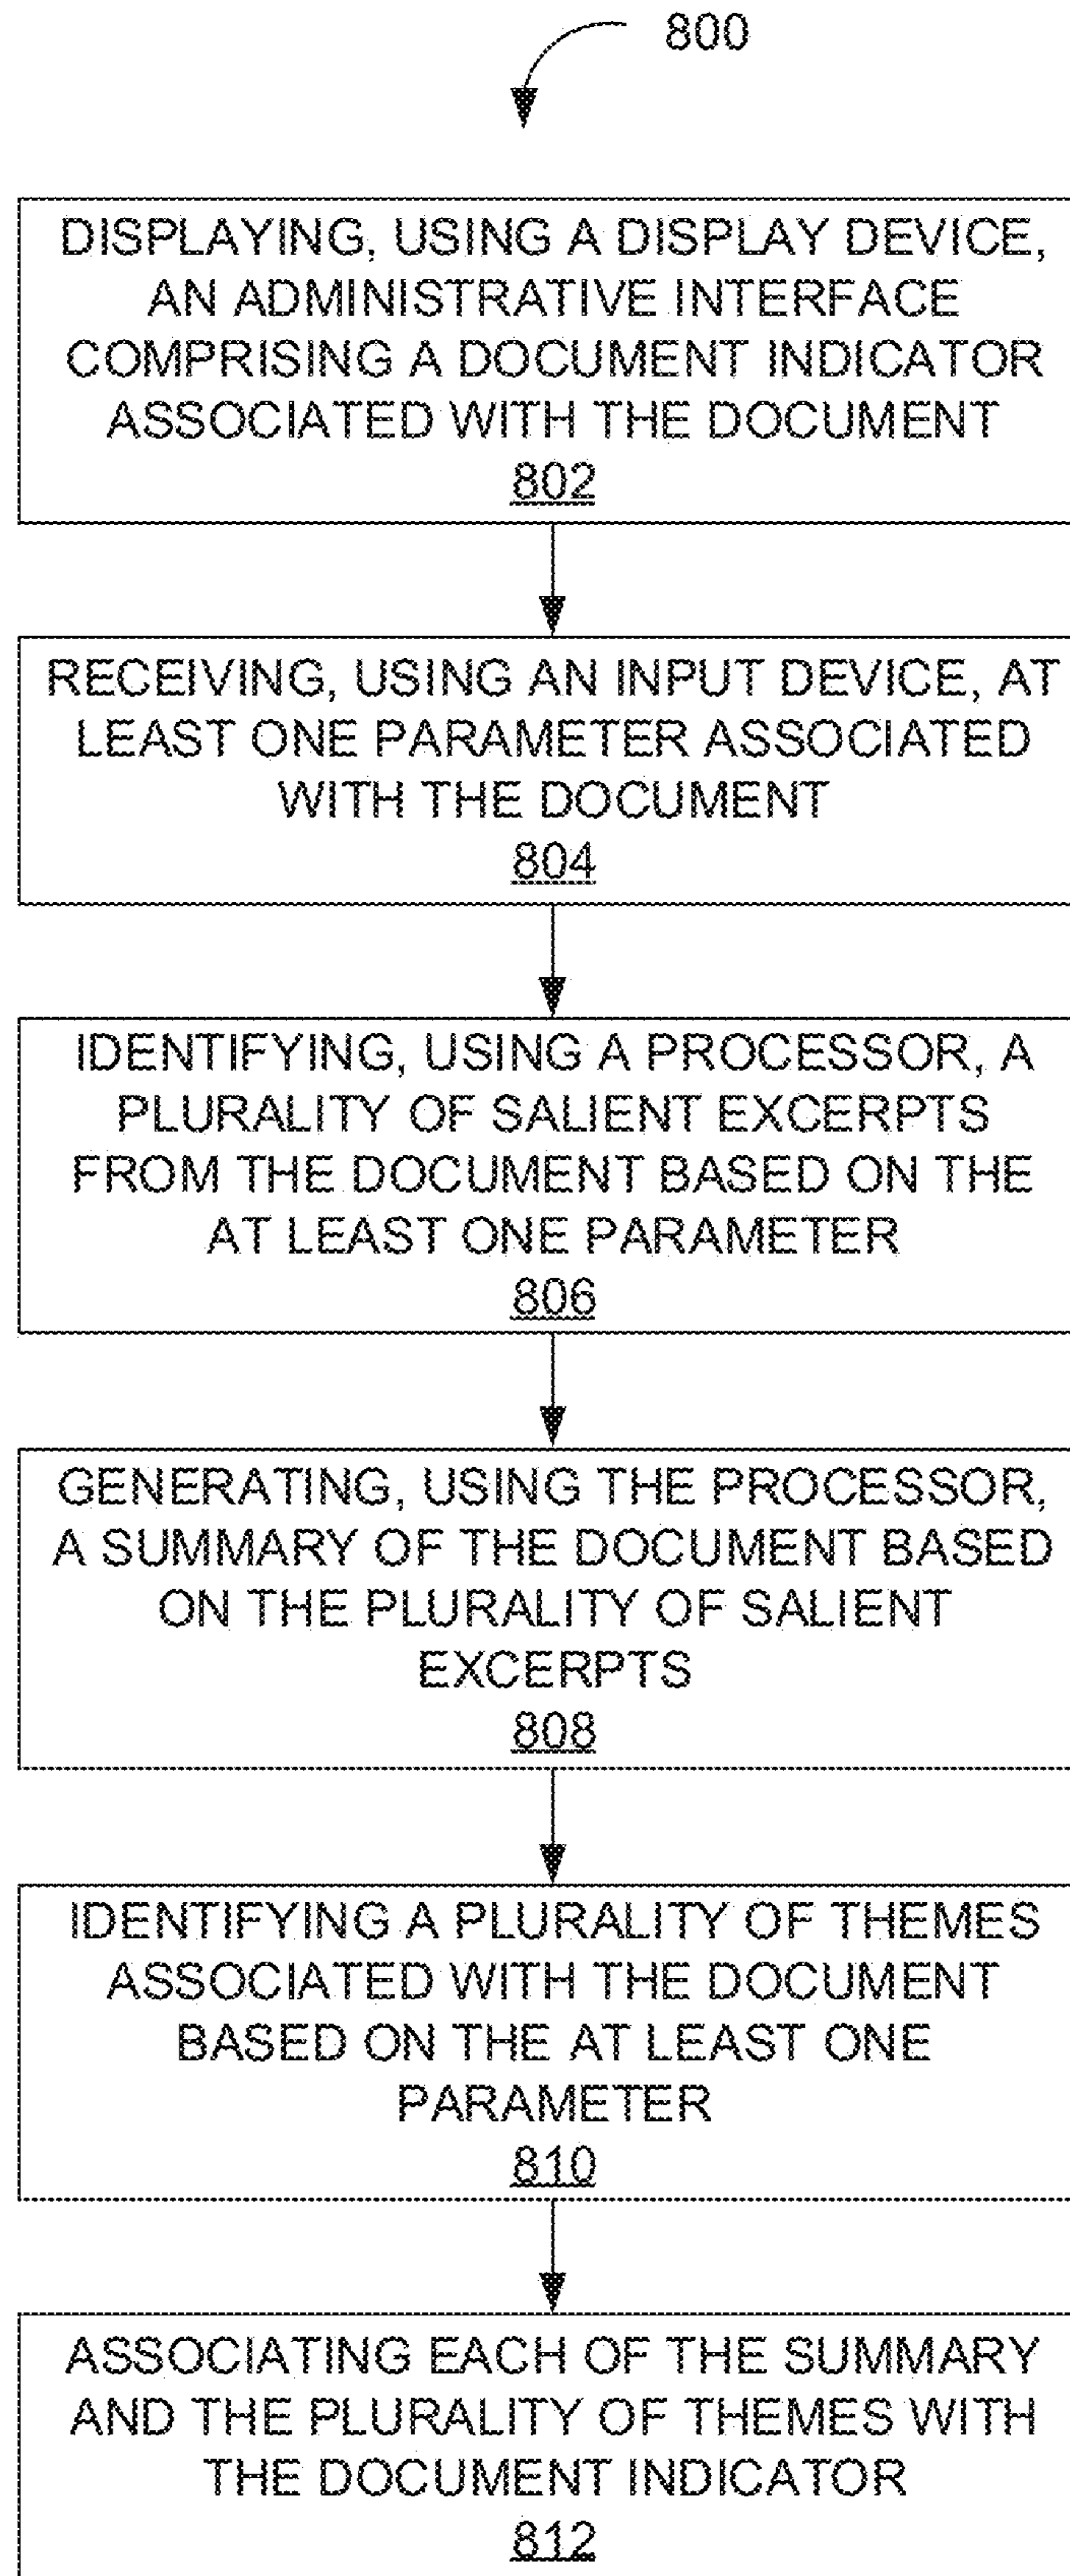 800
DISPLAYING, USING A DISPLAY DEVICE,
AN ADMINISTRATIVE INTERFACE
COMPRISING A DOCUMENT INDICATOR
ASSOCIATED WITH THE DOCUMENT
802
RECEIVING, USING AN INPUT DEVICE, AT
LEAST ONE PARAMETER ASSOCIATED
WITH THE DOCUMENT
804
IDENTIFYING, USING A PROCESSOR, A
PLURALITY OF SALIENT EXCERPTS
FROM THE DOCUMENT BASED ON THE
AT LEAST ONE PARAMETER
806
GENERATING, USING THE PROCESSOR,
A SUMMARY OF THE DOCUMENT BASED
ON THE PLURALITY OF SALIENT
EXCERPTS
808
IDENTIFYING A PLURALITY OF THEMES
ASSOCIATED WITH THE DOCUMENT
BASED ON THE AT LEAST ONE
PARAMETER
810
ASSOCIATING EACH OF THE SUMMARY
AND THE PLURALITY OF THEMES WITH
THE DOCUMENT INDICATOR
812